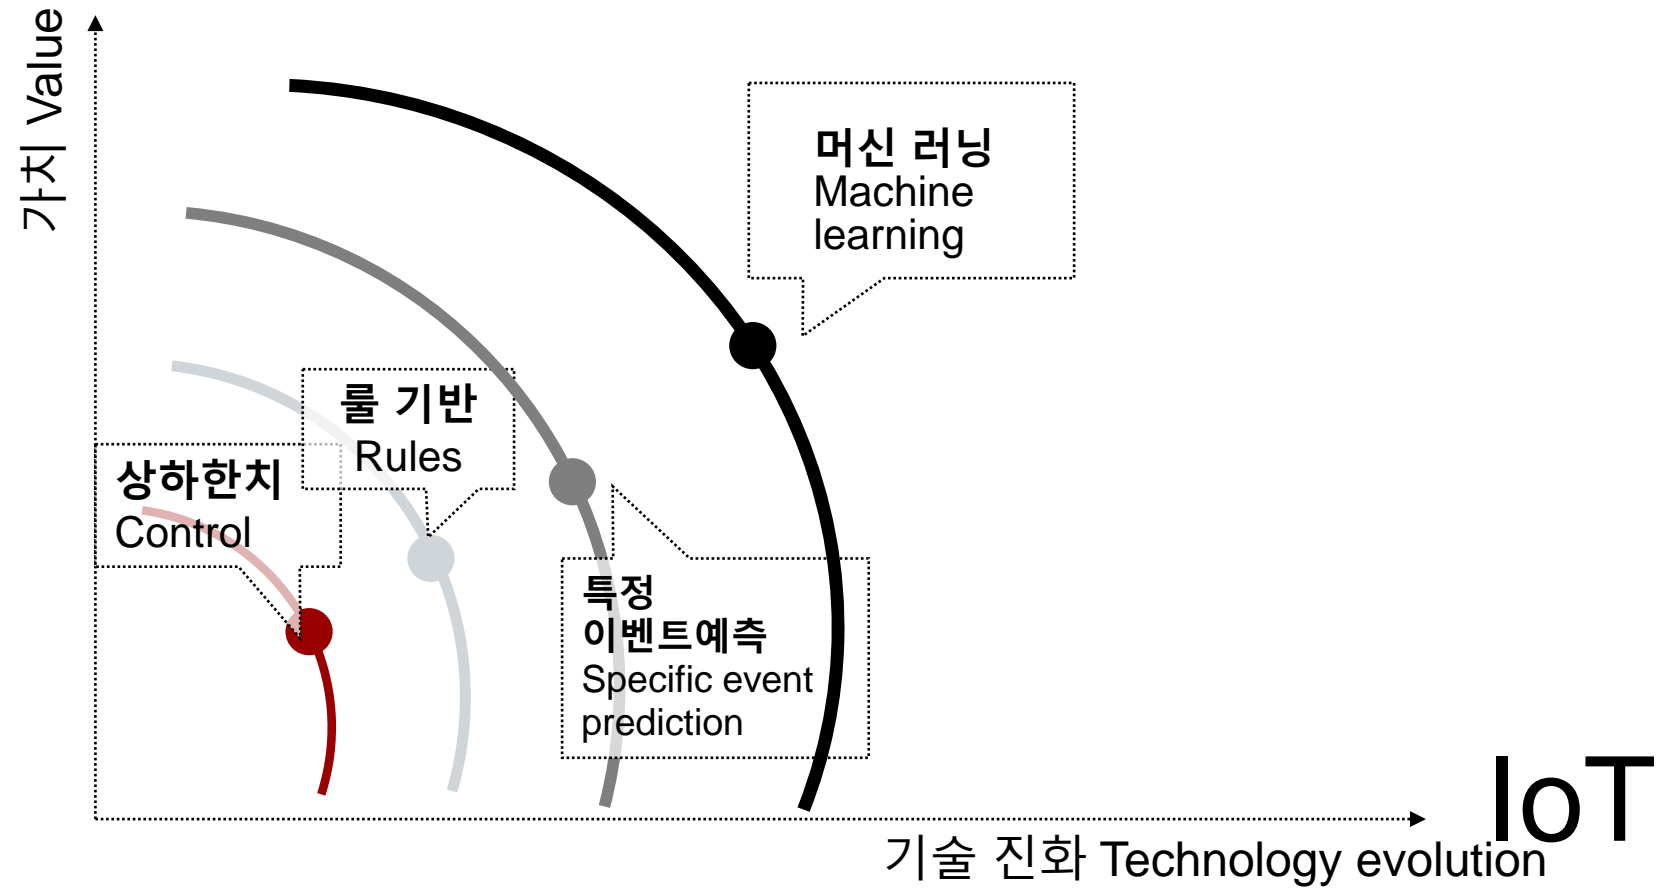 가치 Value
머신 러닝
Machine
learning
룰 기반
Rules
상하한치
Control
특정
이벤트예측
Specific event
prediction
IoT
기술 진화 Technology evolution